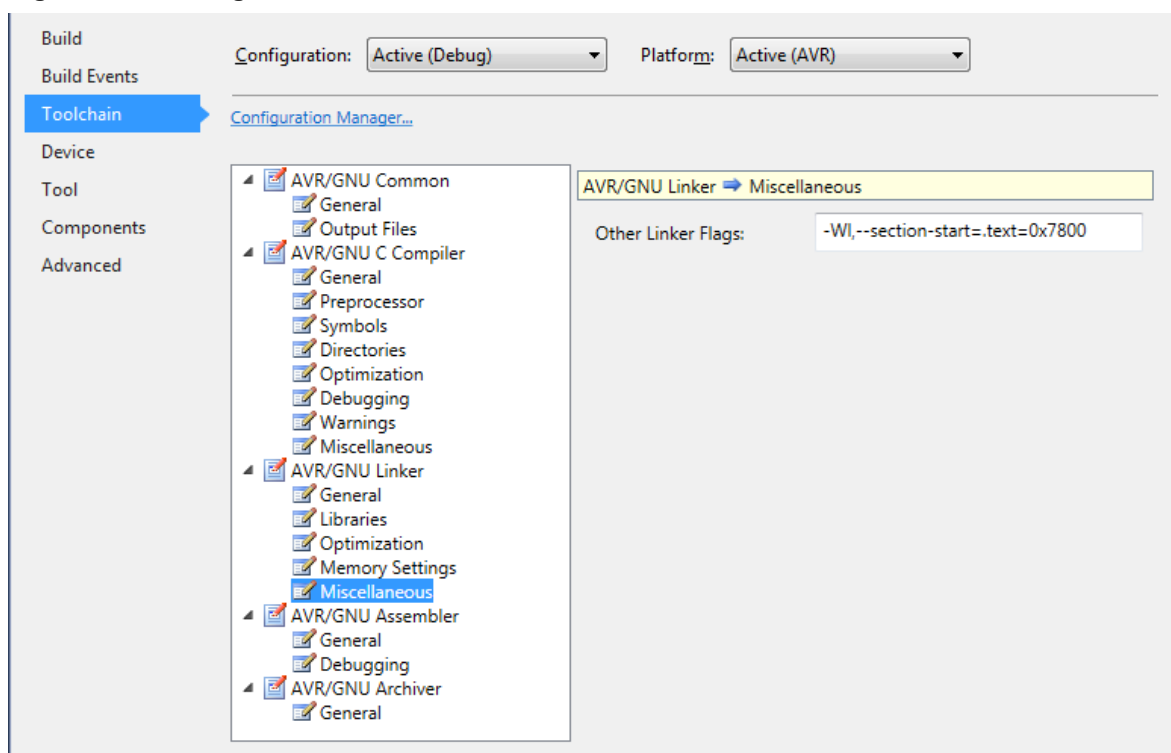 Build
Build Events
Toolchain
Device
Tool
Components
Advanced
Configuration: Active (Debug) Platform: Active (AVR)
Configuration Manager...
AVR/GNU Common
General
Output Files
AVR/GNU C Compiler
General
Preprocessor
Symbols
Directories
Optimization
Debugging
Warnings
Miscellaneous
AVR/GNU Linker
General
Libraries
Optimization
Memory Settings
Miscellaneous
AVR/GNU Assembler
General
Debugging
AVR/GNU Archiver
General
AVR/GNU Linker ➡ Miscellaneous
Other Linker Flags: -Wl,--section-start=.text=0x7800